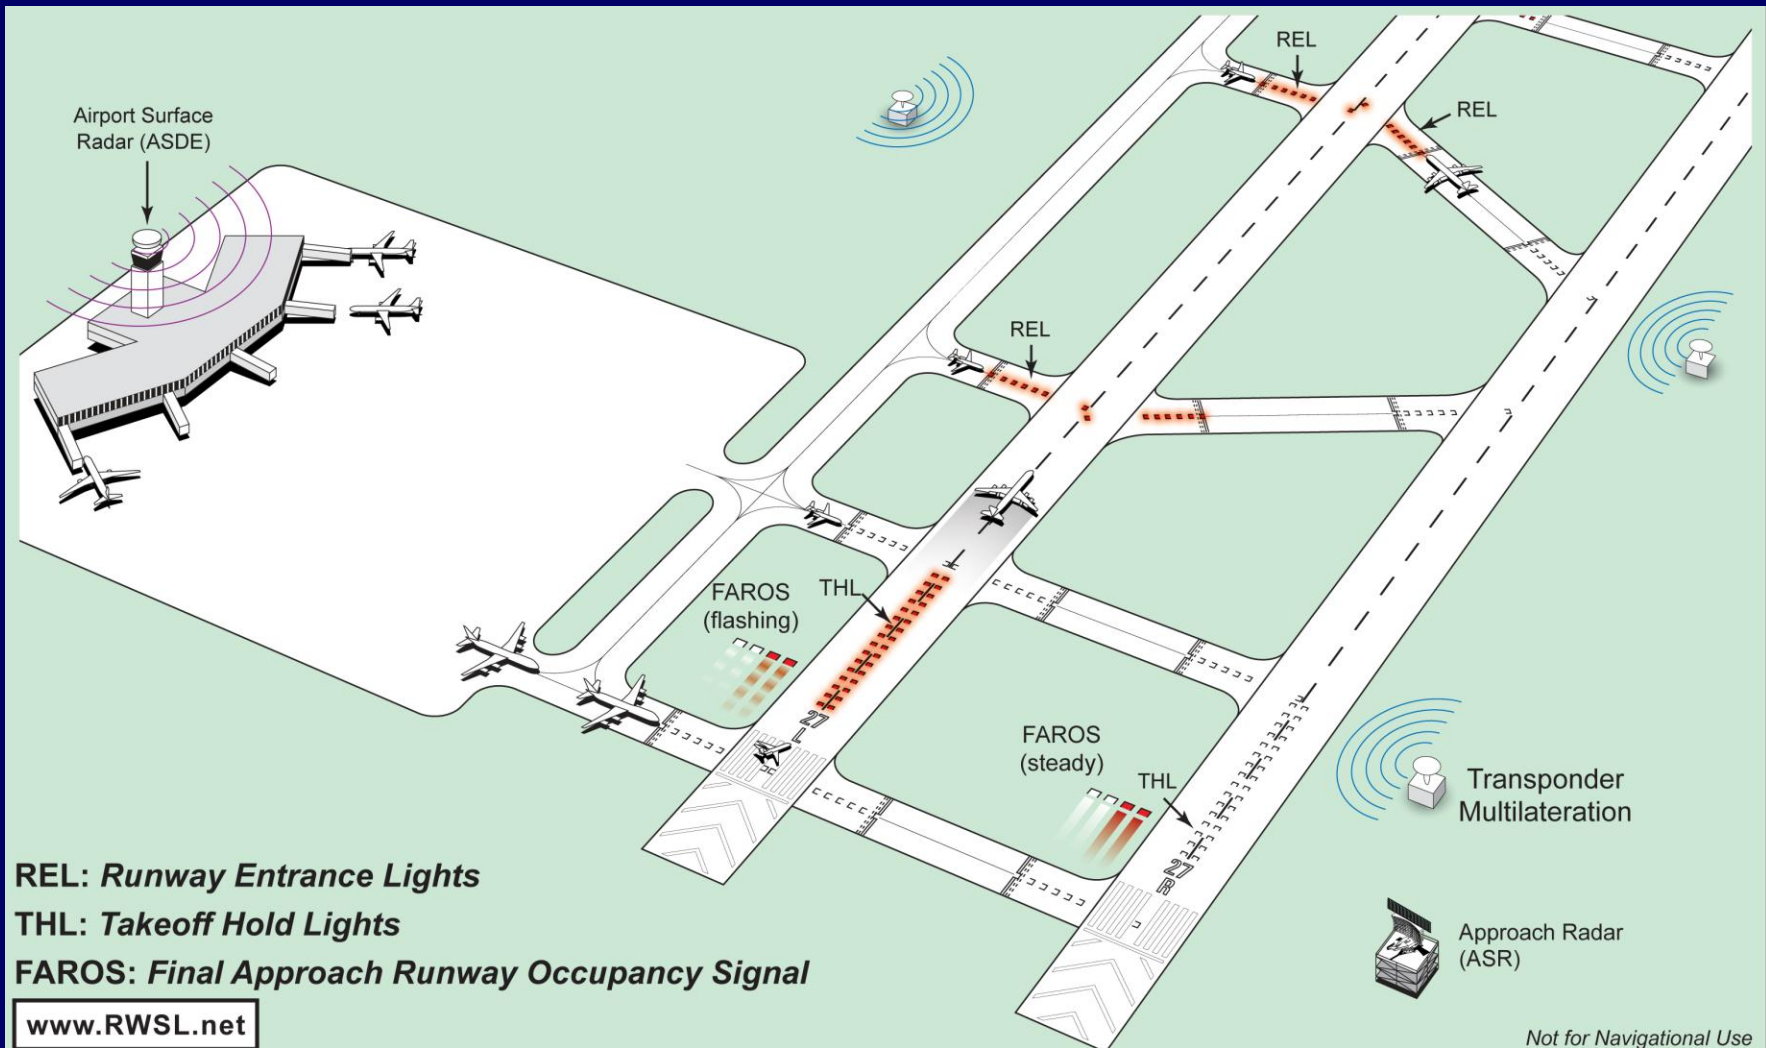 REL
REL
Airport Surface
Radar (ASDE)
REL
FAROS
(flashing)
THL
27
L
FAROS
(steady)
THL
27
R
Transponder
Multilateration
Approach Radar
(ASR)
REL: Runway Entrance Lights
THL: Takeoff Hold Lights
FAROS: Final Approach Runway Occupancy Signal
www.RWSL.net
Not for Navigational Use